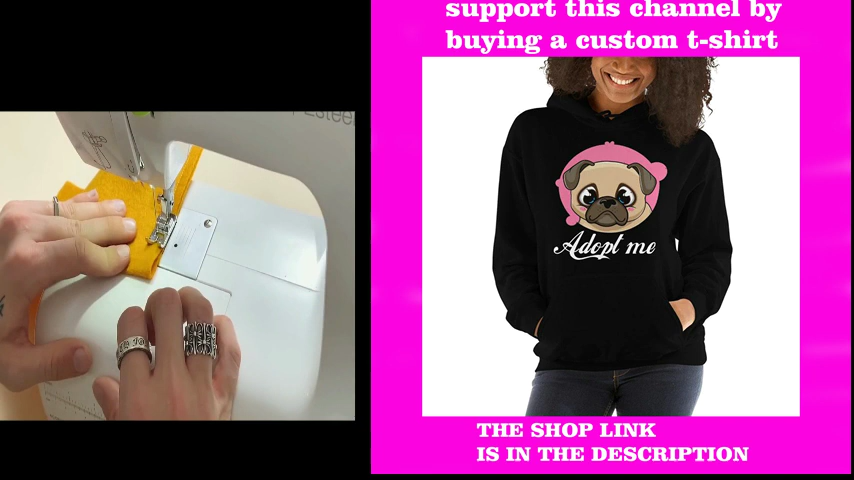 support this channel by
buying a custom t-shirt
Adopt me
THE SHOP LINK
IS IN THE DESCRIPTION